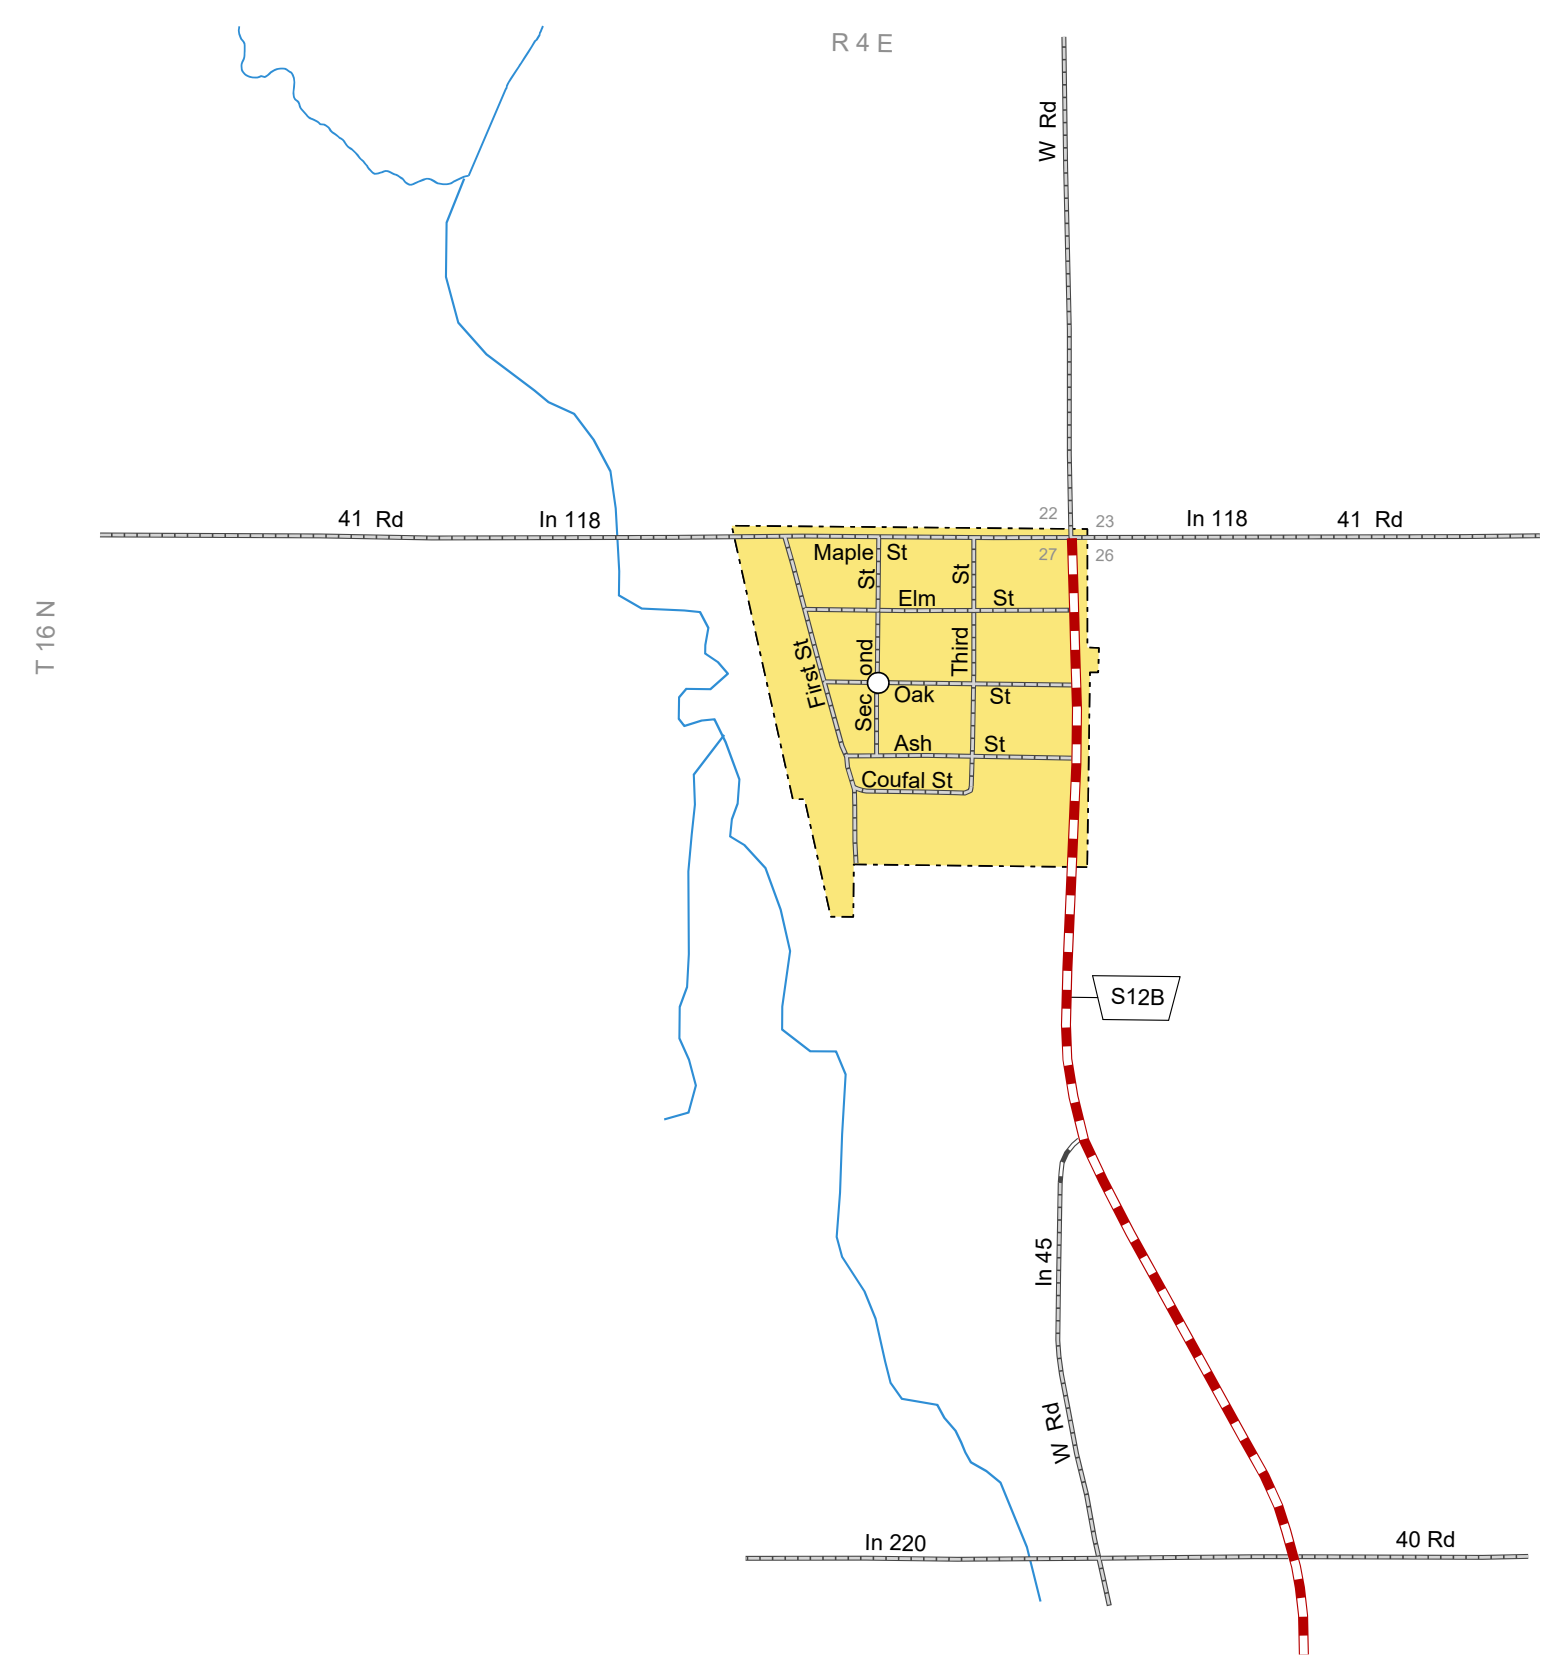 R 4 E
W Rd
T 16 N
41 Rd
In 118
22
23
In 118
41 Rd
27
26
Maple St
St
St
Elm St
First St
Second
Third
Oak St
Ash St
Coufal St
S12B
In 45
W Rd
In 220
40 Rd